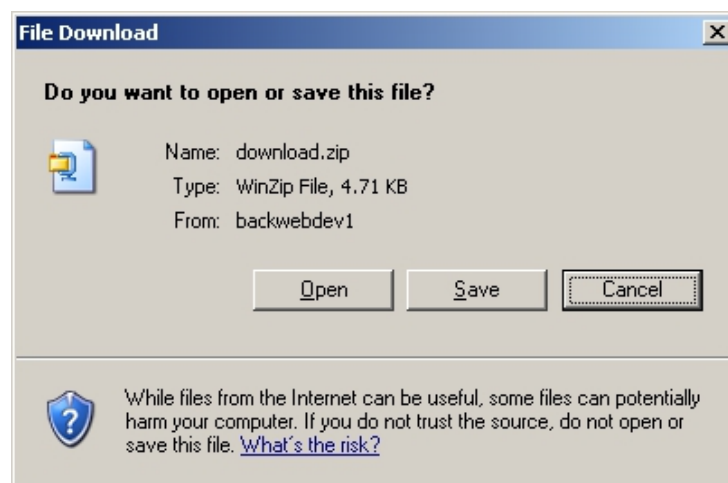 File Download
Do you want to open or save this file?
Name: download.zip
Type: WinZip File, 4.71 KB
From: backwebdev1
Open Save Cancel
While files from the Internet can be useful, some files can potentially
harm your computer. If you do not trust the source, do not open or
save this file. What's the risk?